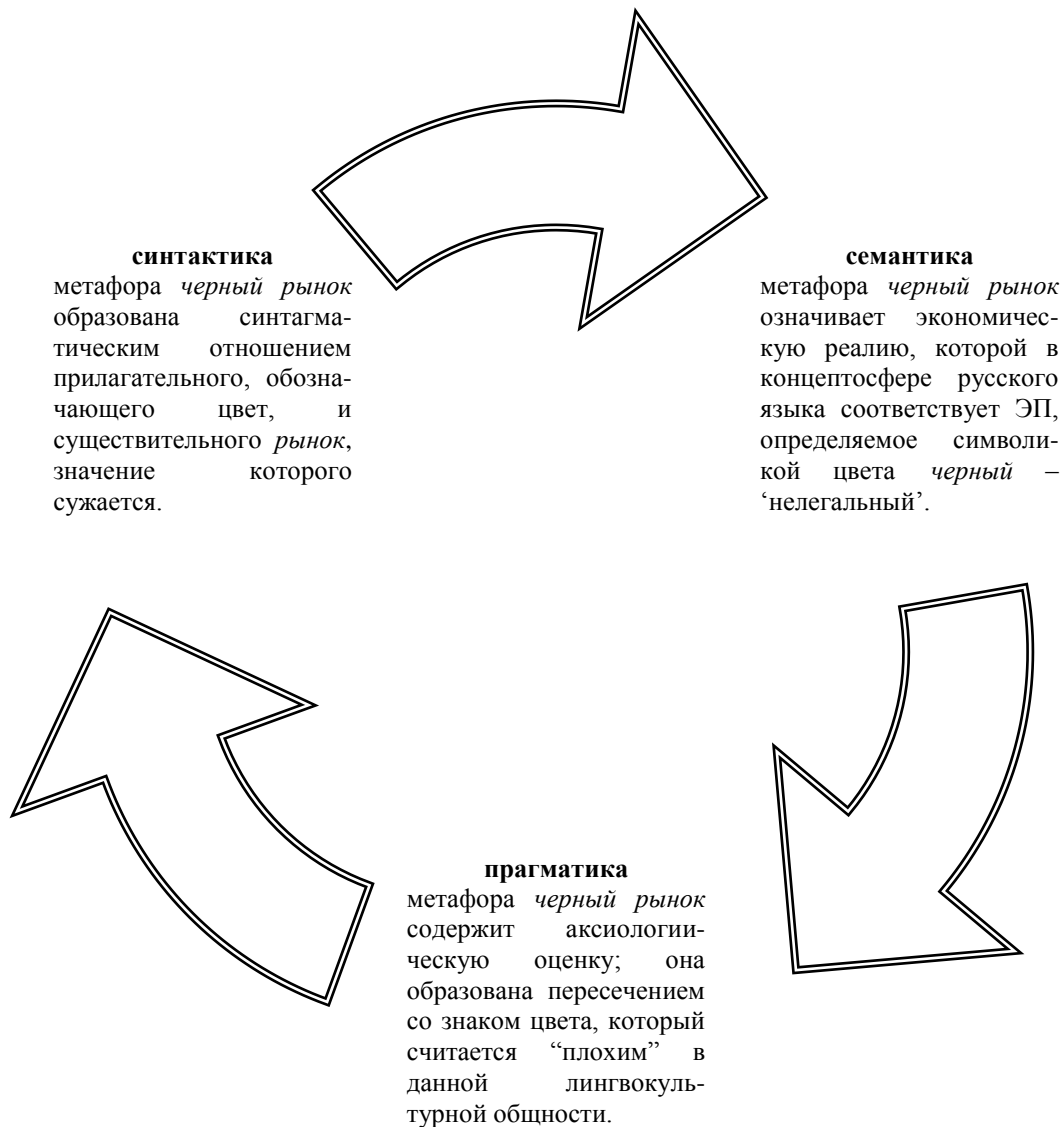 синтактика
метафора черный рынок
образована синтагма-
тическим отношением
прилагательного, обозна-
чающего цвет, и
существительного рынок,
значение которого
сужается.
семантика
метафора черный рынок
означивает экономичес-
кую реалию, которой в
концептосфере русского
языка соответствует ЭП,
определяемое символи-
кой цвета черный –
‘нелегальный’.
прагматика
метафора черный рынок
содержит аксиологии-
ческую оценку; она
образована пересечением
со знаком цвета, который
считается “плохим” в
данной лингвокуль-
турной общности.